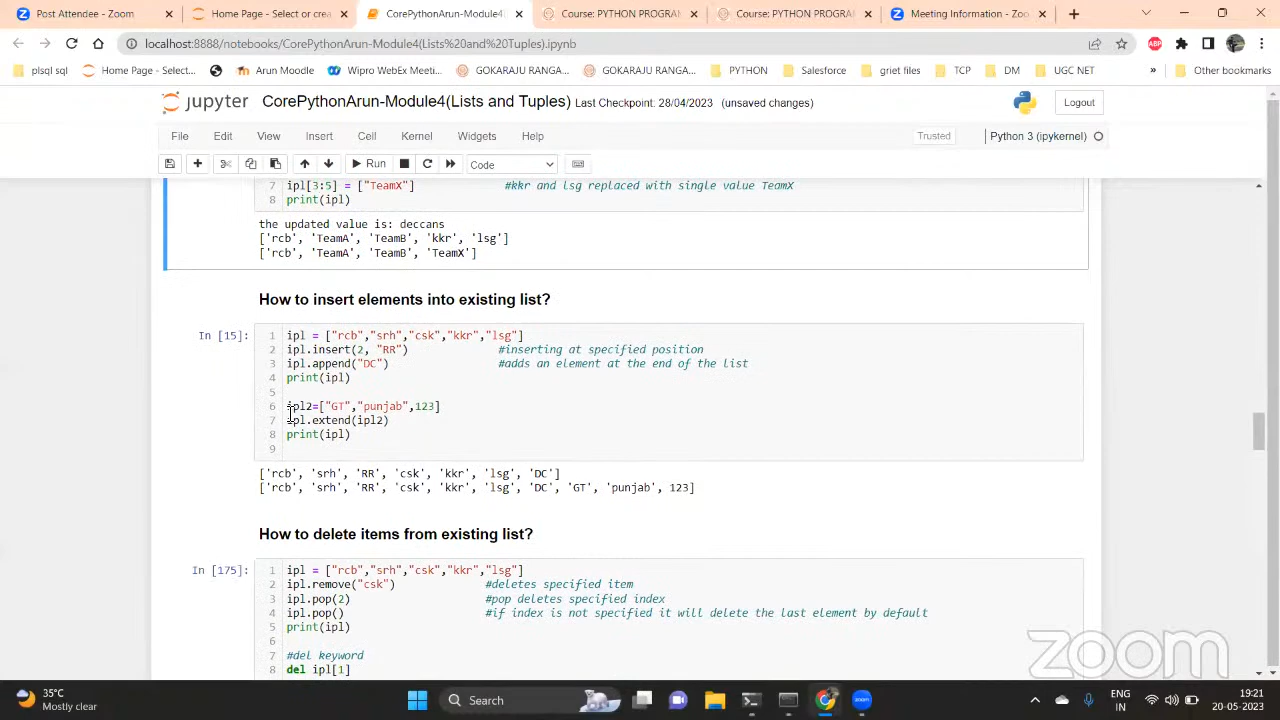 Post Attendee - Zoom
Home Page - Select or crea
CorePythonArun-Module4
Course: PYTHON PROGRAM
Course: PYTHON PROGRAM
Meeting Information - Zoo
localhost:8888/notebooks/CorePythonArun-Module4(Lists%20and%20Tuples).ipynb
ABP
plsql sql
Home Page - Select...
Arun Moodle
Wipro WebEx Meeti...
GOKARAJU RANGA...
GOKARAJU RANGA...
PYTHON
Salesforce
griet files
TCP
DM
UGC NET
»
Other bookmarks
jupyter CorePythonArun-Module4(Lists and Tuples) Last Checkpoint: 28/04/2023 (unsaved changes)
Logout
File Edit View Insert Cell Kernel Widgets Help
Trusted
Python 3 (ipykernel)
Run
Code
7 ipl[3:5] = ["TeamX"] #kkr and lsg replaced with single value TeamX
8 print(ipl)
the updated value is: deccans
['rcb', 'TeamA', 'TeamB', 'kkr', 'lsg']
['rcb', 'TeamA', 'TeamB', 'TeamX']
How to insert elements into existing list?
In [15]:
1 ipl = ["rcb","srh","csk","kkr","lsg"]
2 ipl.insert(2, "RR") #inserting at specified position
3 ipl.append("DC") #adds an element at the end of the list
4 print(ipl)
5
6 ipl2=["GT","punjab",123]
7 ipl.extend(ipl2)
8 print(ipl)
9
['rcb', 'srh', 'RR', 'csk', 'kkr', 'lsg', 'DC']
['rcb', 'srh', 'RR', 'csk', 'kkr', 'lsg', 'DC', 'GT', 'punjab', 123]
How to delete items from existing list?
In [175]:
1 ipl = ["rcb","srh","csk","kkr","lsg"]
2 ipl.remove("csk") #deletes specified item
3 ipl.pop(2) #pop deletes specified index
4 ipl.pop() #if index is not specified it will delete the last element by default
5 print(ipl)
6
7 #del keyword
8 del ipl[1]
zoom
35°C
Mostly clear
Search
zoom
ENG
IN
19:21
20-05-2023